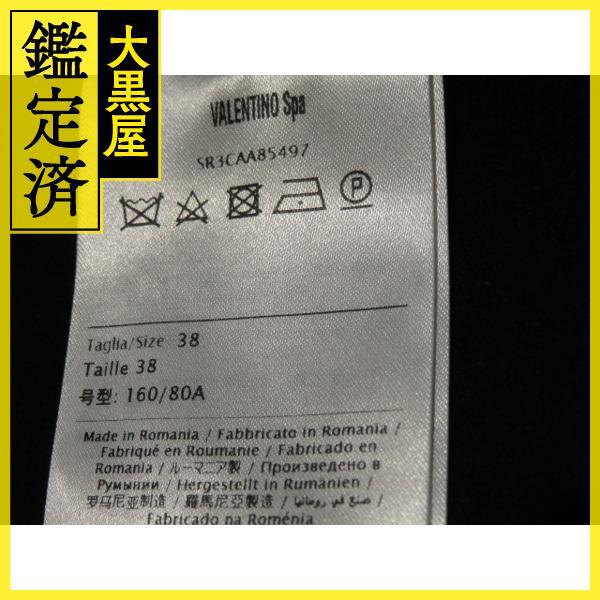 鑑定済
大黒屋
VALENTINO Spa
SR3CAA85497
P
Taglia/Size 38
Taille 38
号型: 160/80A
Made in Romania / Fabbricato in Romania /
Fabriqué en Roumanie / Fabricado en
Romania / ルーマニア製 / Произведено в
Румынии / Hergestellt in Rumänien /
罗马尼亚制造 / 羅馬尼亞製造 / صنع في رومانيا /
Fabricado na Roménia